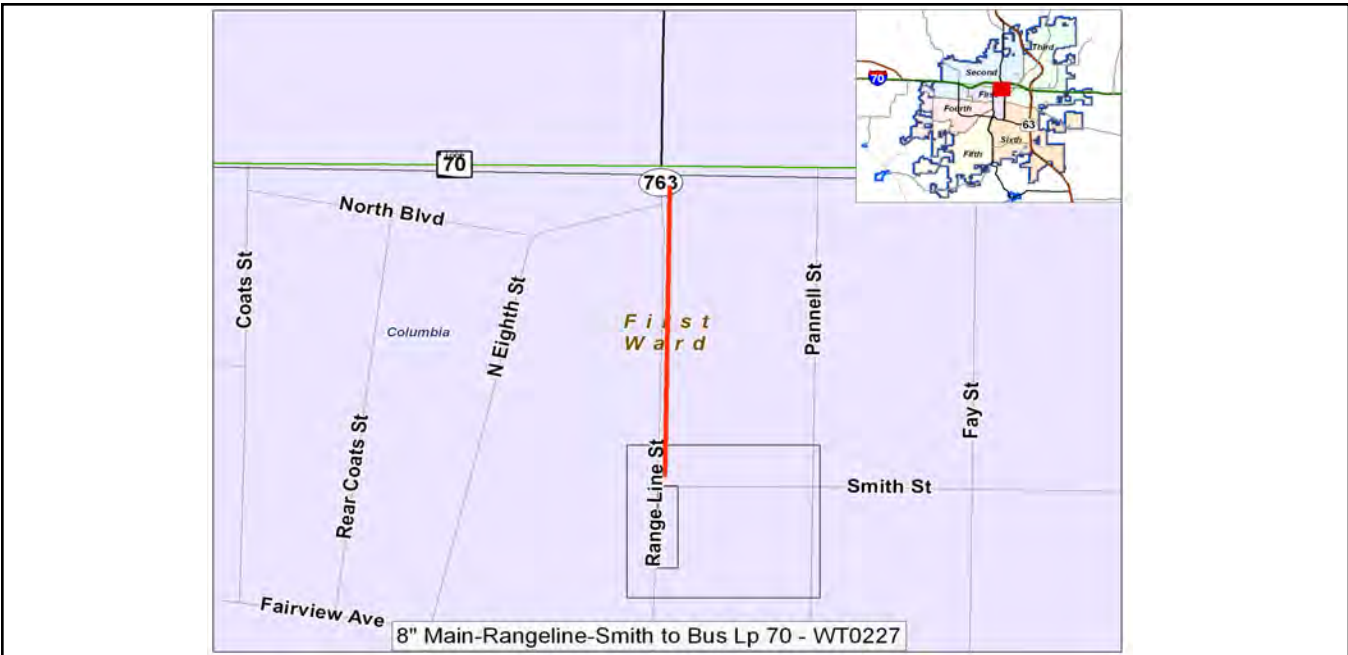 Third
Second
70
First
Fourth
63
Sixth
Fifth
70
763
North Blvd
Coats St
N Eighth St
Columbia
First
Ward
Pannell St
Fay St
Rear Coats St
Range-Line St
Smith St
Fairview Ave
8" Main-Rangeline-Smith to Bus Lp 70 - WT0227